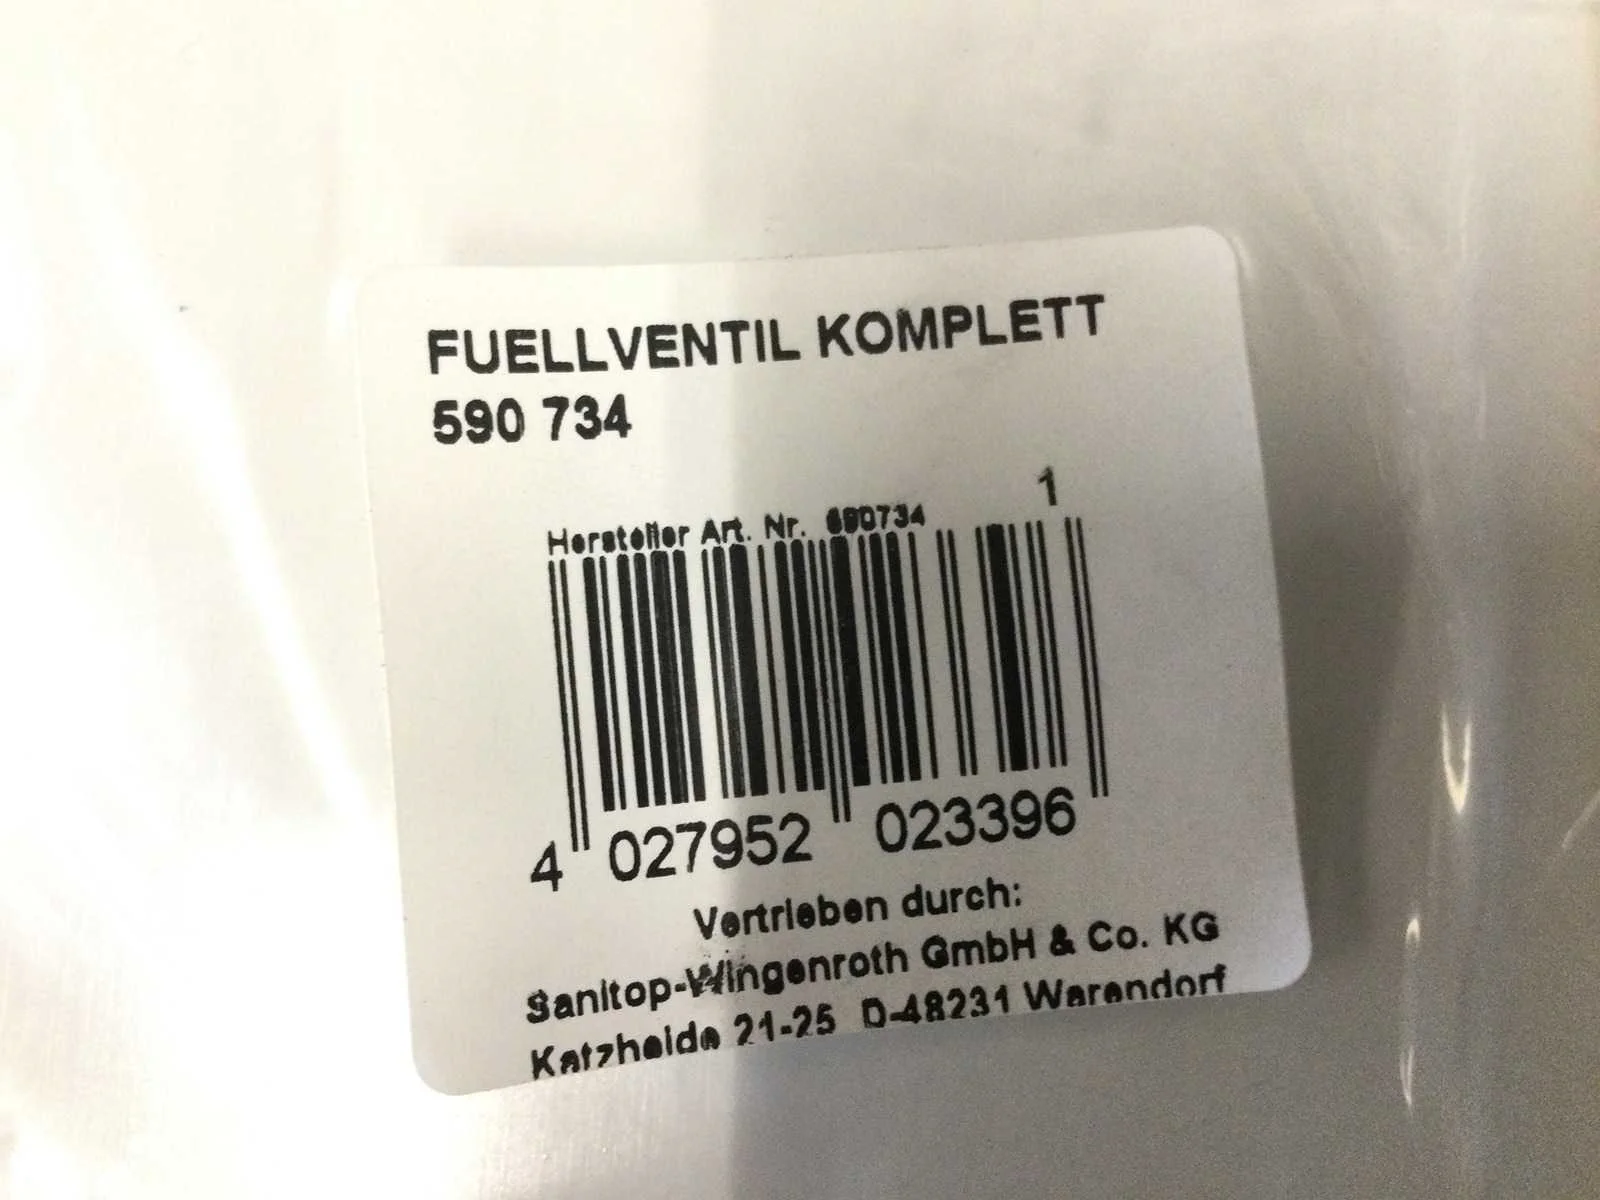 FUELLVENTIL KOMPLETT
590 734
1
Hersteller Art. Nr. 590734
4 027952 023396
Vertrieben durch:
Sanitop-Wingenroth GmbH & Co. KG
Katzheide 21-25 D-48231 Warendorf